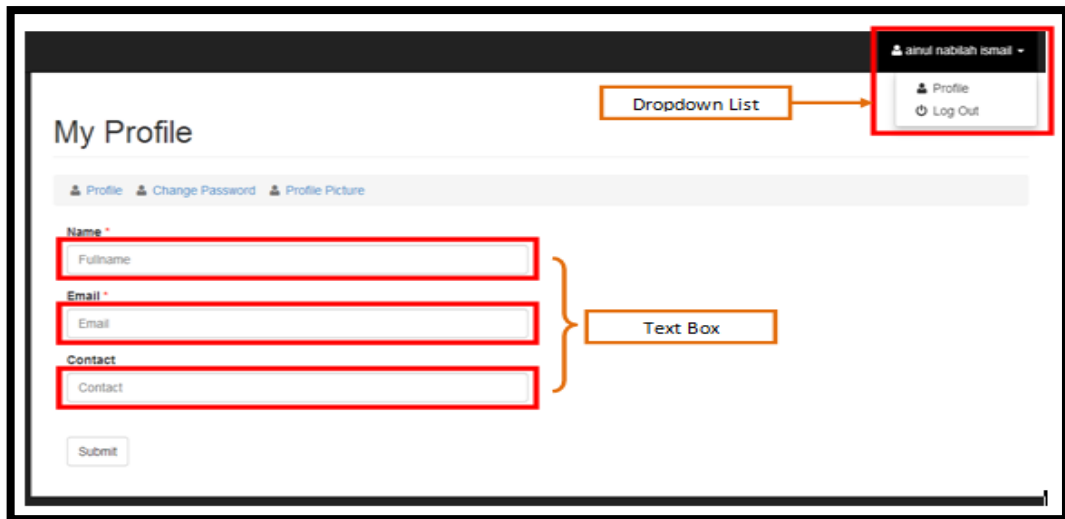 ainul nabilah ismail
Profile
Log Out
Dropdown List
My Profile
Profile Change Password Profile Picture
Name *
Fullname
Email *
Email
Contact
Contact
Text Box
Submit